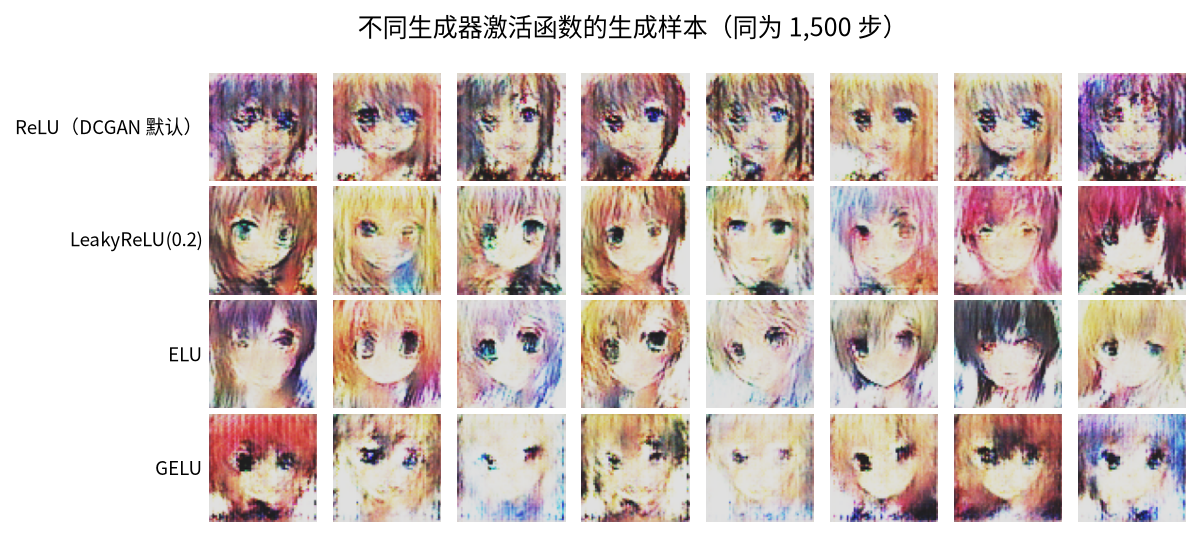 不同生成器激活函数的生成样本（同为 1,500 步）
ReLU（DCGAN 默认）
LeakyReLU(0.2)
ELU
GELU